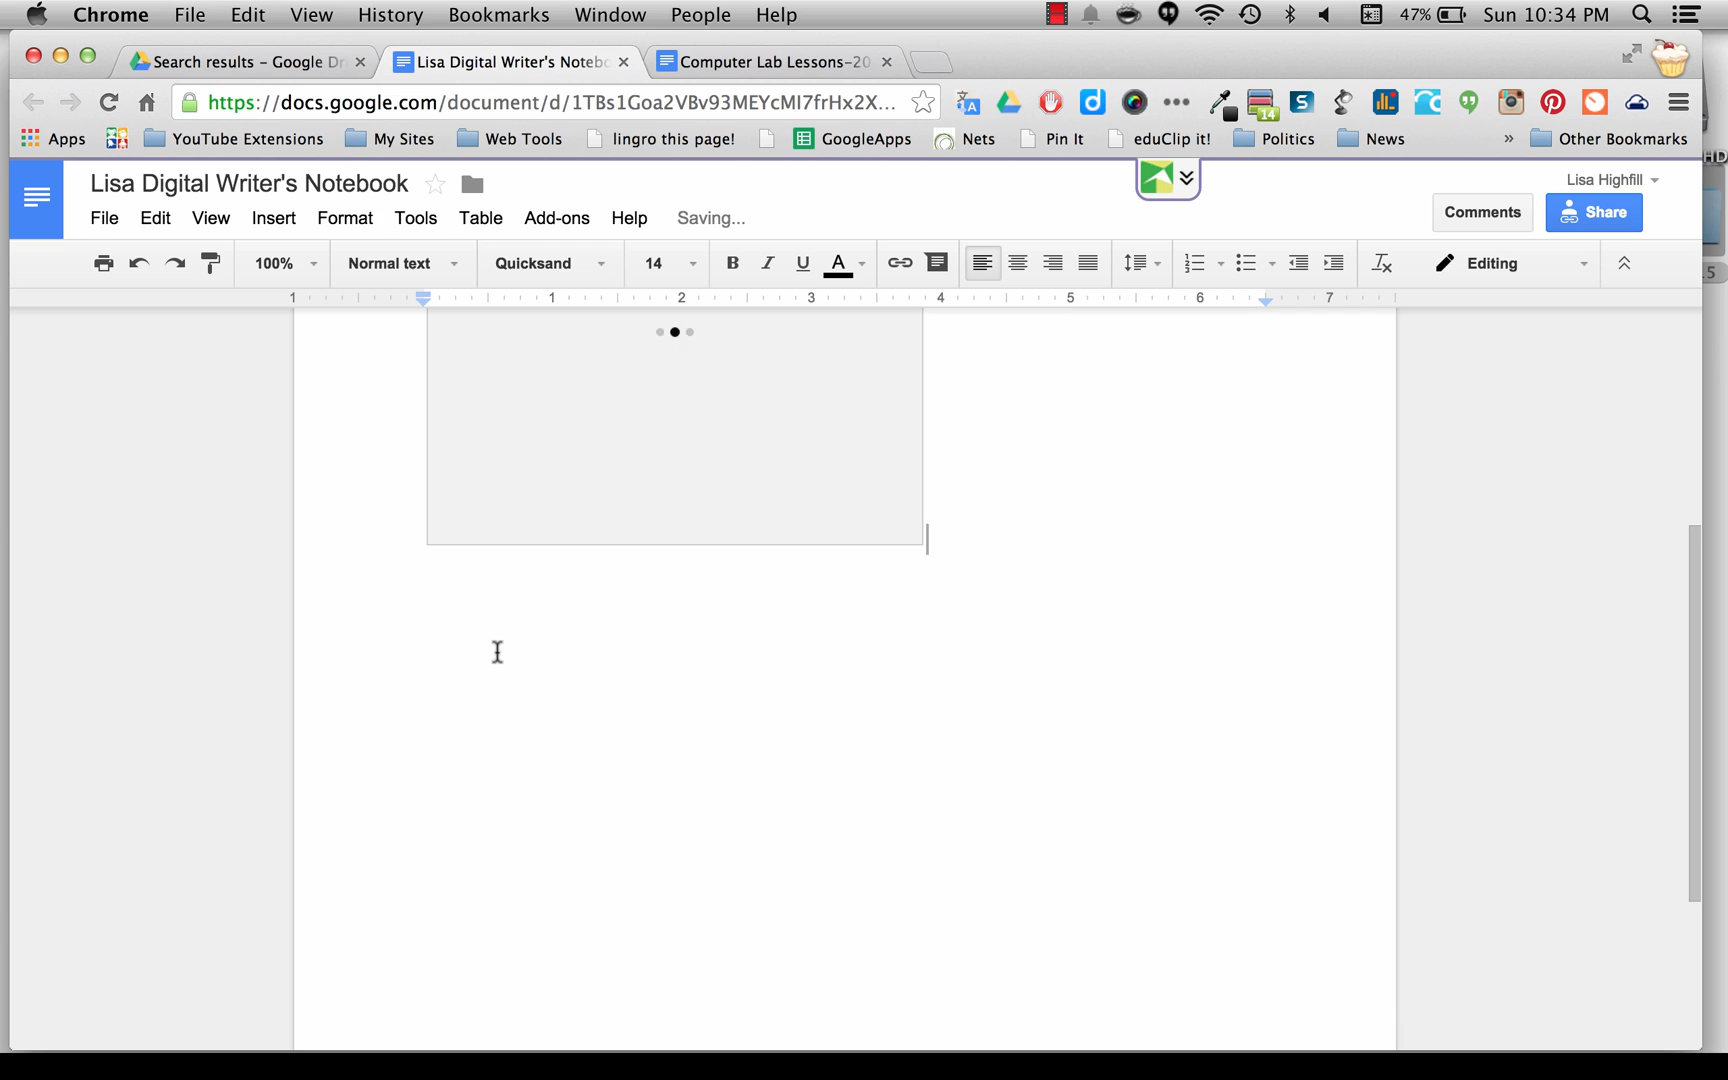 Chrome File Edit View History Bookmarks Window People Help 47% Sun 10:34 PM
Search results – Google Dr Lisa Digital Writer's Notebo Computer Lab Lessons-20
https://docs.google.com/document/d/1TBs1Goa2VBv93MEYcMI7frHx2X... 14
Apps YouTube Extensions My Sites Web Tools lingro this page! GoogleApps Nets Pin It eduClip it! Politics News » Other Bookmarks
HD
Lisa Digital Writer's Notebook Lisa Highfill
File Edit View Insert Format Tools Table Add-ons Help Saving... Comments Share
100% Normal text Quicksand 14 B I U A Editing
1 1 2 3 4 5 6 7